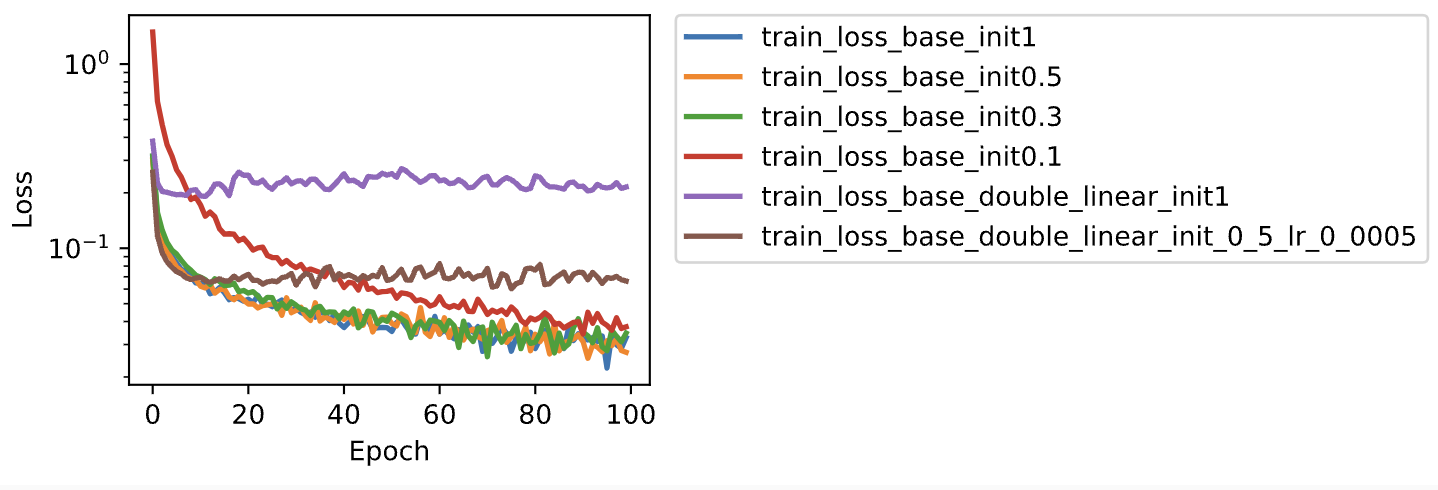 Loss
10⁰
10⁻¹
0 20 40 60 80 100
Epoch
train_loss_base_init1
train_loss_base_init0.5
train_loss_base_init0.3
train_loss_base_init0.1
train_loss_base_double_linear_init1
train_loss_base_double_linear_init_0_5_lr_0_0005